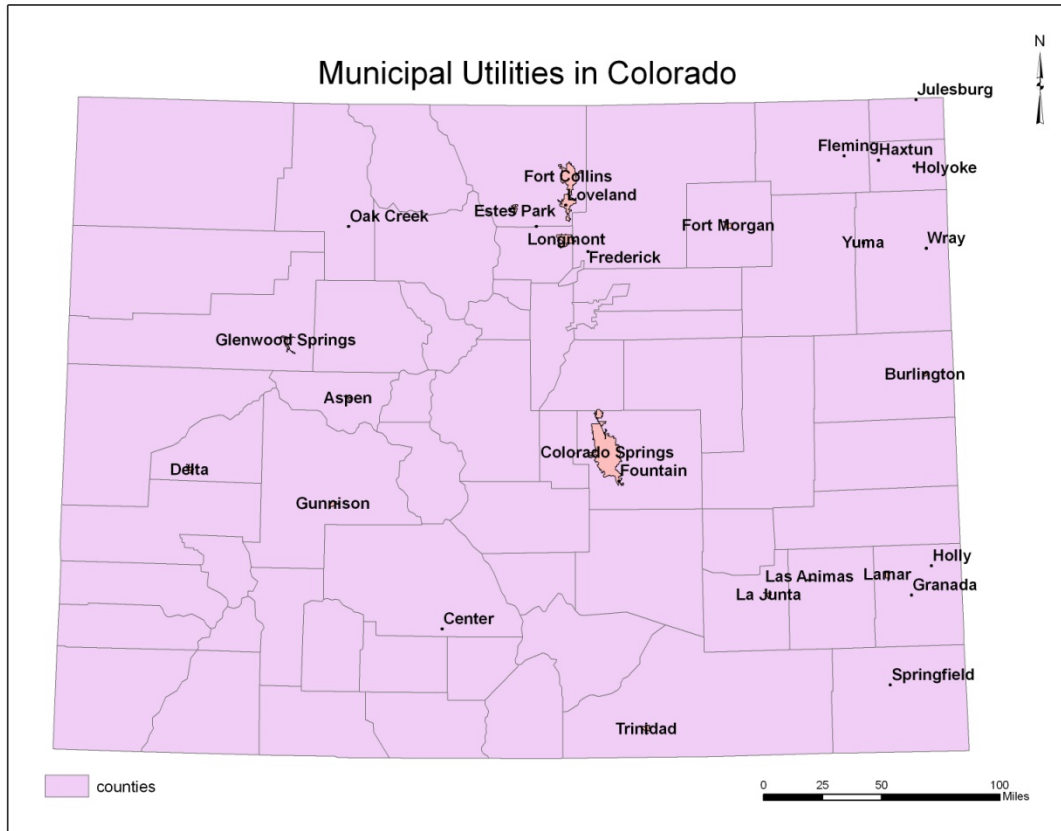 N
Municipal Utilities in Colorado
Julesburg
Fleming
Haxtun
Holyoke
Fort Collins
Loveland
Estes Park
Oak Creek
Fort Morgan
Longmont
Frederick
Yuma
Wray
Glenwood Springs
Burlington
Aspen
Colorado Springs
Fountain
Delta
Gunnison
Holly
Las Animas
Lamar
Granada
La Junta
Center
Springfield
Trinidad
counties
0 25 50 100
Miles